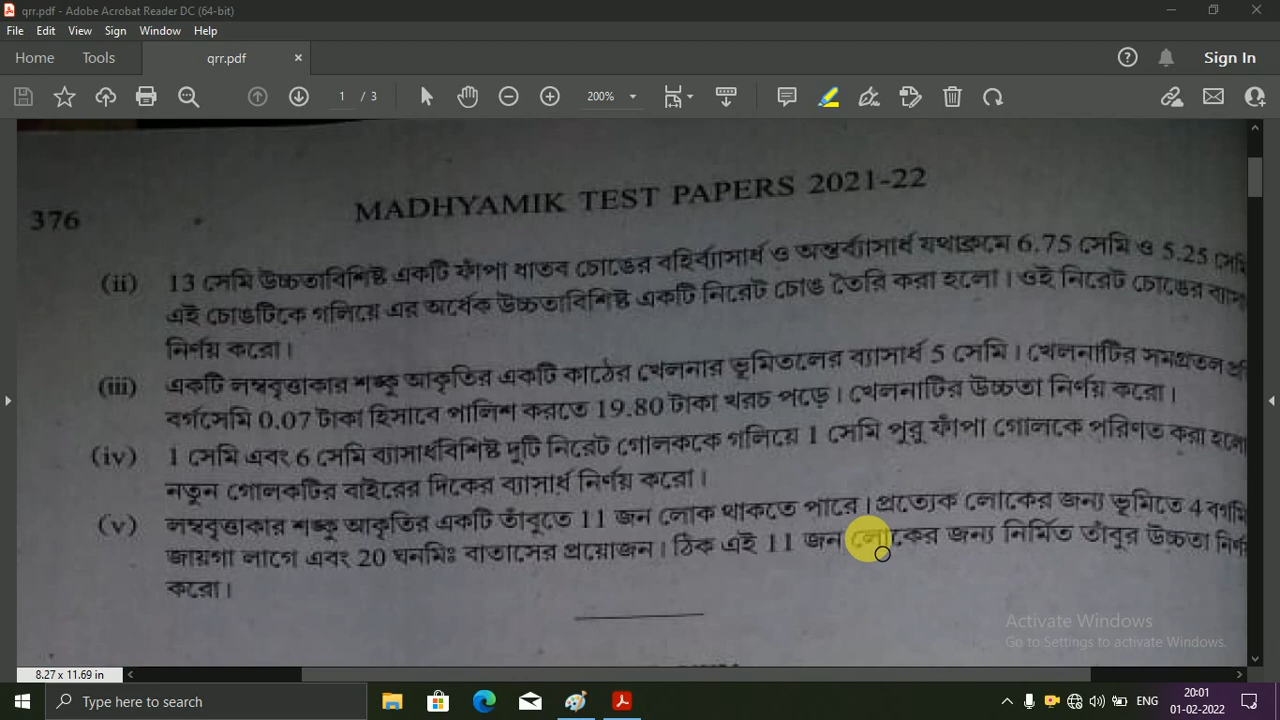 qrr.pdf - Adobe Acrobat Reader DC (64-bit)
File Edit View Sign Window Help
Home Tools qrr.pdf × Sign In
1 / 3 200%
376 MADHYAMIK TEST PAPERS 2021-22
(ii) 13 সেমি উচ্চতাবিশিষ্ট একটি ফাঁপা ধাতব চোঙের বহির্ব্যাসার্ধ ও অন্তর্ব্যাসার্ধ যথাক্রমে 6.75 সেমি ও 5.25 সেমি
এই চোঙটিকে গলিয়ে এর অর্ধেক উচ্চতাবিশিষ্ট একটি নিরেট চোঙ তৈরি করা হলো। ওই নিরেট চোঙের
নির্ণয় করো।
(iii) একটি লম্ববৃত্তাকার শঙ্কু আকৃতির একটি কাঠের খেলনার ভূমিতলের ব্যাসার্ধ 5 সেমি। খেলনাটির সমগ্রতল প্রতি
বর্গসেমি 0.07 টাকা হিসাবে পালিশ করতে 19.80 টাকা খরচ পড়ে। খেলনাটির উচ্চতা নির্ণয় করো।
(iv) 1 সেমি এবং 6 সেমি ব্যাসার্ধবিশিষ্ট দুটি নিরেট গোলককে গলিয়ে 1 সেমি পুরু ফাঁপা গোলকে পরিণত করা হলো
নতুন গোলকটির বাইরের দিকের ব্যাসার্ধ নির্ণয় করো।
(v) লম্ববৃত্তাকার শঙ্কু আকৃতির একটি তাঁবুতে 11 জন লোক থাকতে পারে। প্রত্যেক লোকের জন্য ভূমিতে 4 বর্গমি
জায়গা লাগে এবং 20 ঘনমিঃ বাতাসের প্রয়োজন। ঠিক এই 11 জন লোকের জন্য নির্মিত তাঁবুর উচ্চতা নির্ণ
করো।
Activate Windows
Go to Settings to activate Windows.
8.27 x 11.69 in
Type here to search ENG 20:01
01-02-2022